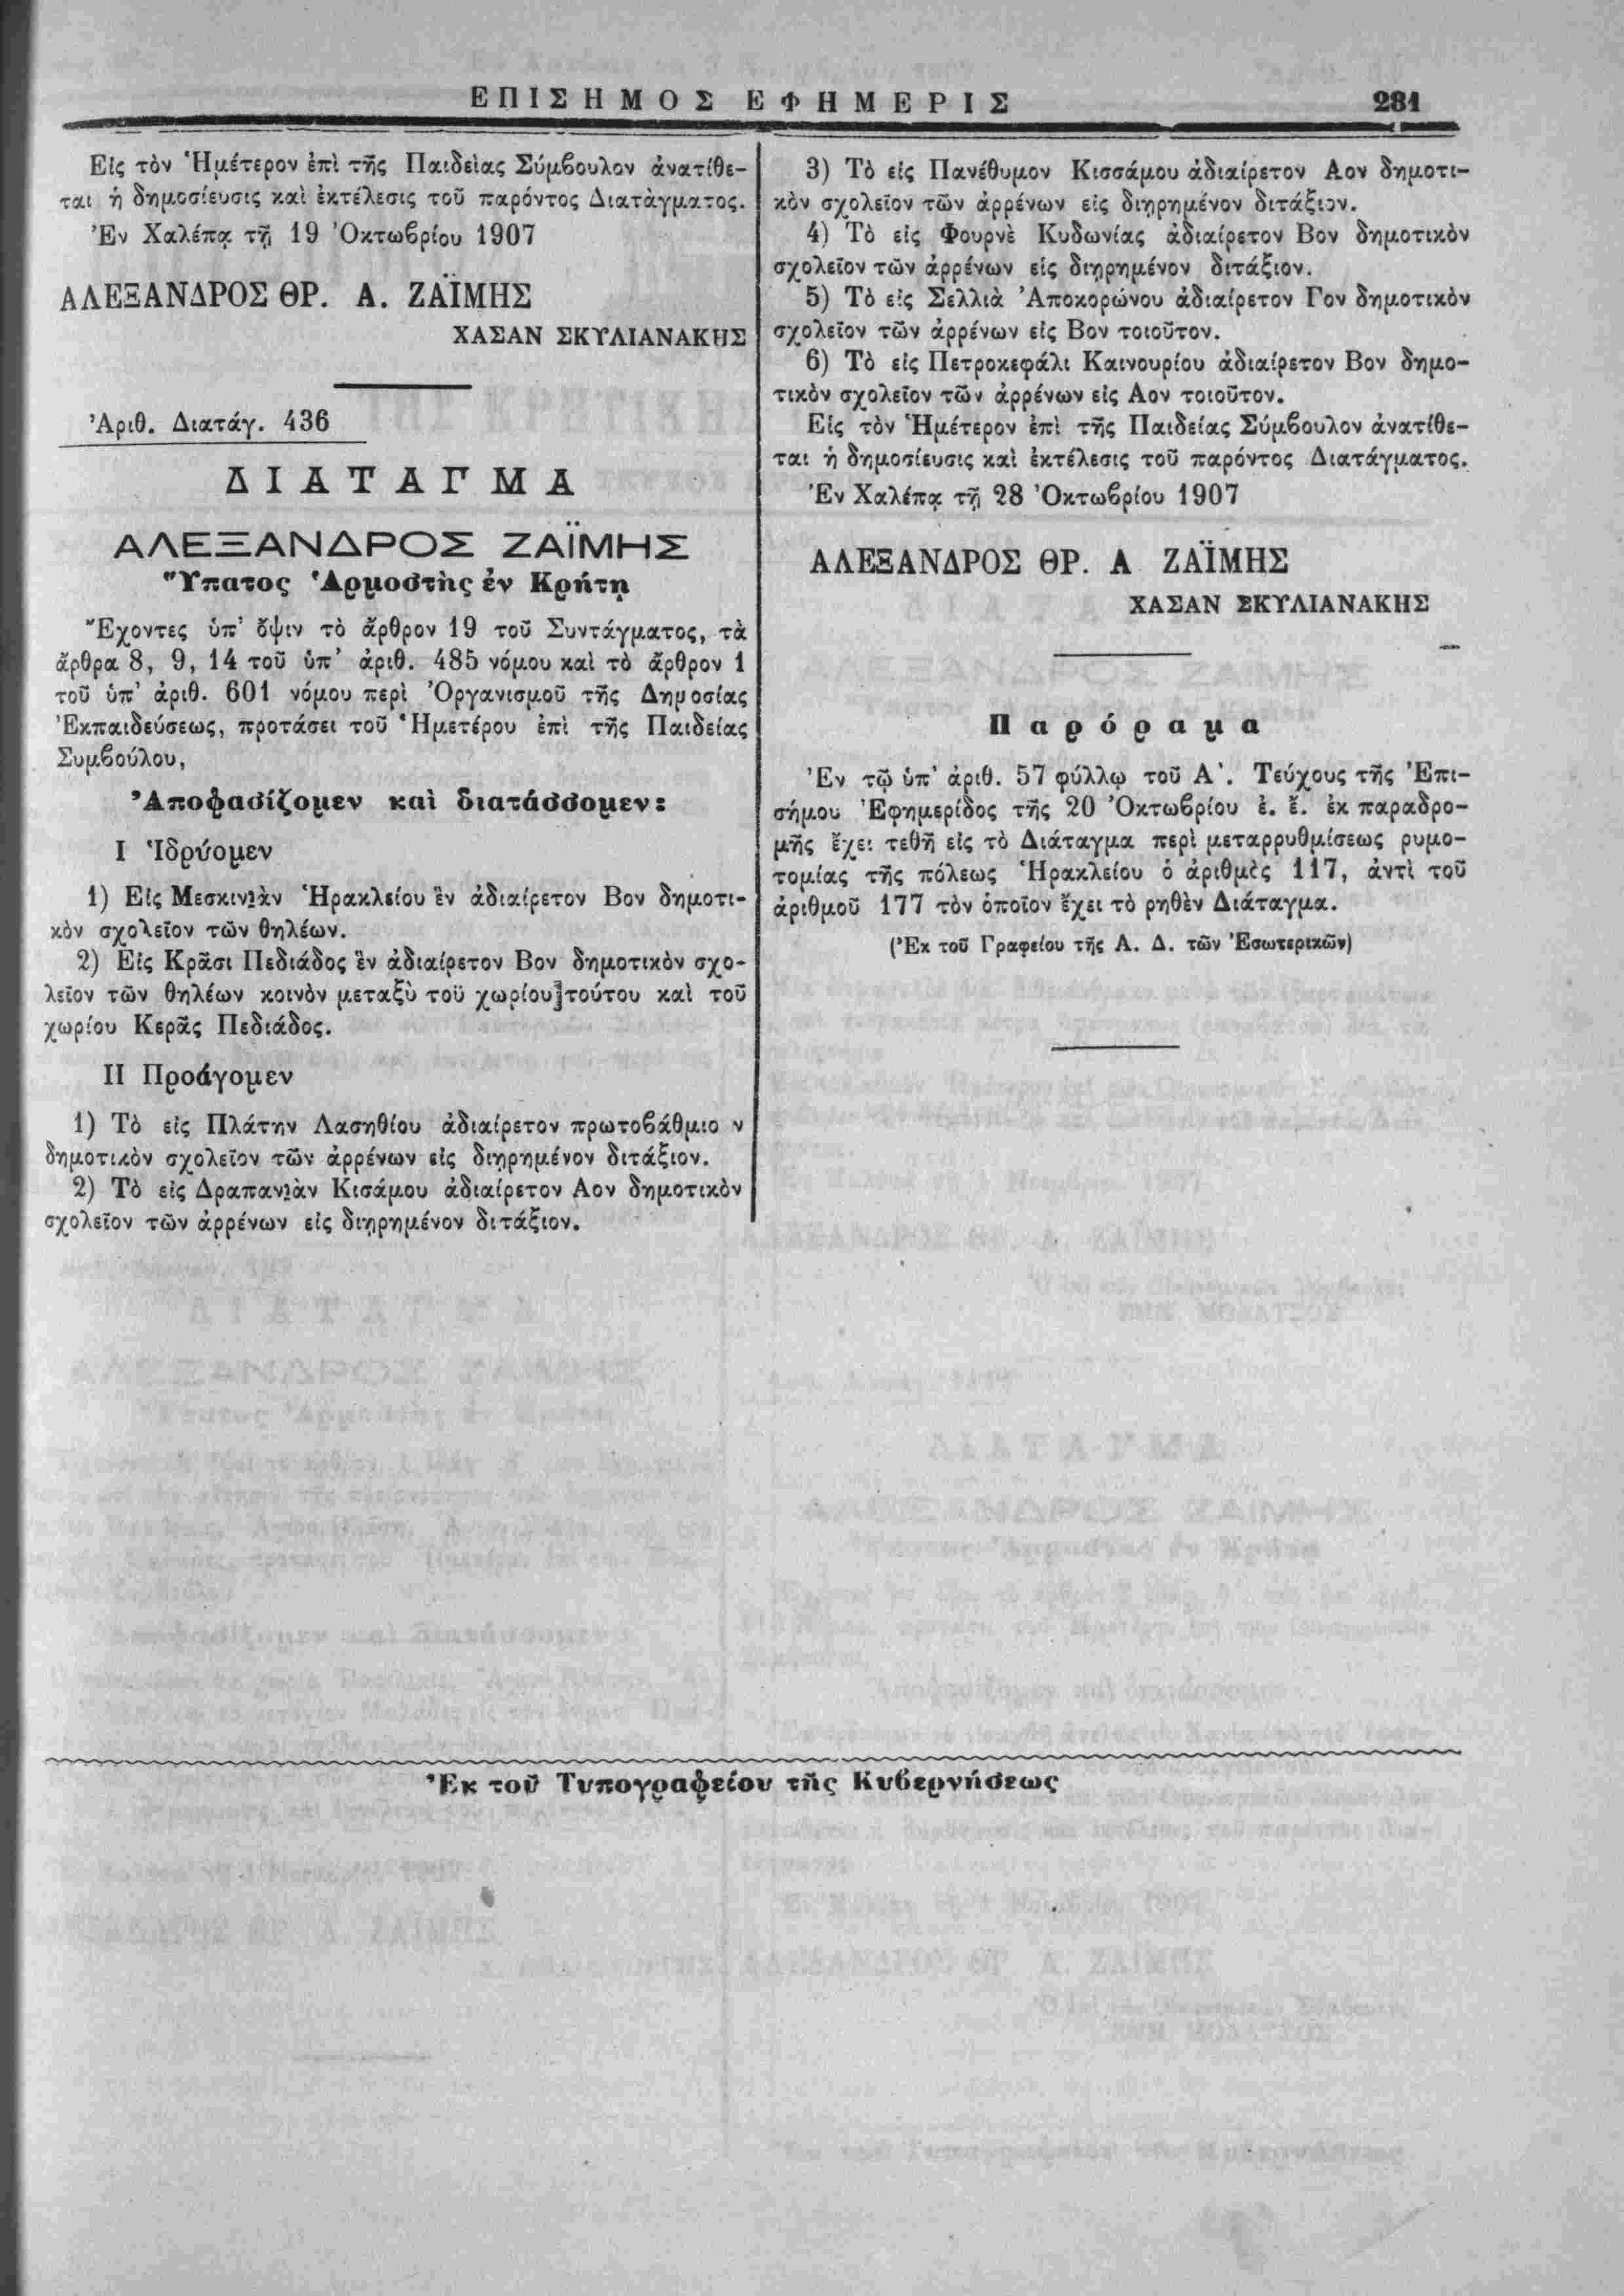 ΕΠΙΣΗΜΟΣ ΕΦΗΜΕΡΙΣ 281
Εἰς τὸν Ἡμέτερον ἐπὶ τῆς Παιδείας Σύμβουλον ἀνατίθε-
ται ἡ δημοσίευσις καὶ ἐκτέλεσις τοῦ παρόντος Διατάγματος.
Ἐν Χαλέπᾳ τῇ 19 Ὀκτωβρίου 1907
ΑΛΕΞΑΝΔΡΟΣ ΘΡ. Α. ΖΑΪΜΗΣ
ΧΑΣΑΝ ΣΚΥΛΙΑΝΑΚΗΣ
Ἀριθ. Διατάγ. 436
ΔΙΑΤΑΓΜΑ
ΑΛΕΞΑΝΔΡΟΣ ΖΑΪΜΗΣ
Ὕπατος Ἁρμοστὴς ἐν Κρήτῃ
Ἔχοντες ὑπ' ὄψιν τὸ ἄρθρον 19 τοῦ Συντάγματος, τὰ
ἄρθρα 8, 9, 14 τοῦ ὑπ' ἀριθ. 485 νόμου καὶ τὸ ἄρθρον 1
τοῦ ὑπ' ἀριθ. 601 νόμου περὶ Ὀργανισμοῦ τῆς Δημοσίας
Ἐκπαιδεύσεως, προτάσει τοῦ Ἡμετέρου ἐπὶ τῆς Παιδείας
Συμβούλου,
Ἀποφασίζομεν καὶ διατάσσομεν:
Ι Ἱδρύομεν
1) Εἰς Μεσκινιὰν Ἡρακλείου ἓν ἀδιαίρετον Βον δημοτι-
κὸν σχολεῖον τῶν θηλέων.
2) Εἰς Κρᾶσι Πεδιάδος ἓν ἀδιαίρετον Βον δημοτικὸν σχο-
λεῖον τῶν θηλέων κοινὸν μεταξὺ τοῦ χωρίου]τούτου καὶ τοῦ
χωρίου Κερᾶς Πεδιάδος.
ΙΙ Προάγομεν
1) Τὸ εἰς Πλάτην Λασηθίου ἀδιαίρετον πρωτοβάθμιο ν
δημοτικὸν σχολεῖον τῶν ἀρρένων εἰς διῃρημένον διτάξιον.
2) Τὸ εἰς Δραπανιὰν Κισάμου ἀδιαίρετον Αον δημοτικὸν
σχολεῖον τῶν ἀρρένων εἰς διῃρημένον διτάξιον.
3) Τὸ εἰς Πανέθυμον Κισσάμου ἀδιαίρετον Αον δημοτι-
κὸν σχολεῖον τῶν ἀρρένων εἰς διῃρημένον διτάξιον.
4) Τὸ εἰς Φουρνὲ Κυδωνίας ἀδιαίρετον Βον δημοτικὸν
σχολεῖον τῶν ἀρρένων εἰς διῃρημένον διτάξιον.
5) Τὸ εἰς Σελλιὰ Ἀποκορώνου ἀδιαίρετον Γον δημοτικὸν
σχολεῖον τῶν ἀρρένων εἰς Βον τοιοῦτον.
6) Τὸ εἰς Πετροκεφάλι Καινουρίου ἀδιαίρετον Βον δημο-
τικὸν σχολεῖον τῶν ἀρρένων εἰς Αον τοιοῦτον.
Εἰς τὸν Ἡμέτερον ἐπὶ τῆς Παιδείας Σύμβουλον ἀνατίθε-
ται ἡ δημοσίευσις καὶ ἐκτέλεσις τοῦ παρόντος Διατάγματος.
Ἐν Χαλέπᾳ τῇ 28 Ὀκτωβρίου 1907
ΑΛΕΞΑΝΔΡΟΣ ΘΡ. Α ΖΑΪΜΗΣ
ΧΑΣΑΝ ΣΚΥΛΙΑΝΑΚΗΣ
Παρόραμα
Ἐν τῷ ὑπ' ἀριθ. 57 φύλλῳ τοῦ Α'. Τεύχους τῆς Ἐπι-
σήμου Ἐφημερίδος τῆς 20 Ὀκτωβρίου ἐ. ἔ. ἐκ παραδρο-
μῆς ἔχει τεθῆ εἰς τὸ Διάταγμα περὶ μεταρρυθμίσεως ρυμο-
τομίας τῆς πόλεως Ἡρακλείου ὁ ἀριθμὸς 117, ἀντὶ τοῦ
ἀριθμοῦ 177 τὸν ὁποῖον ἔχει τὸ ρηθὲν Διάταγμα.
(Ἐκ τοῦ Γραφείου τῆς Α. Δ. τῶν Ἐσωτερικῶν)
Ἐκ τοῦ Τυπογραφείου τῆς Κυβερνήσεως